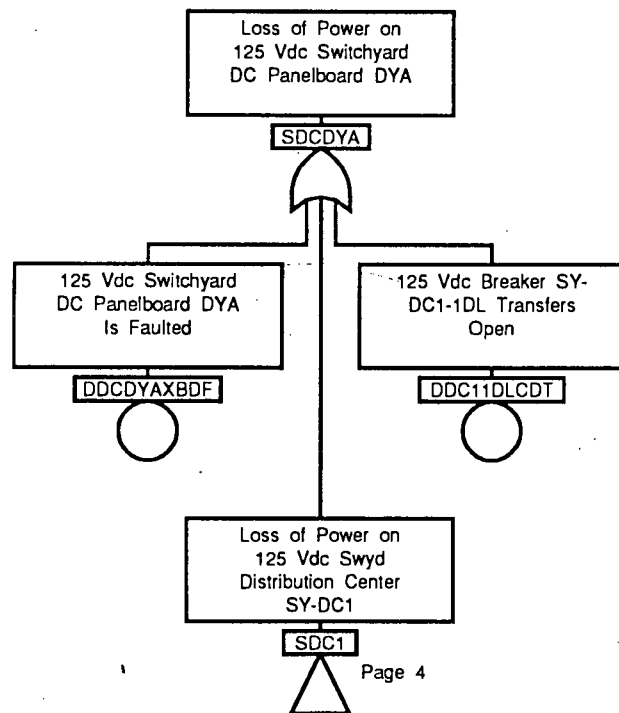 Loss of Power on
125 Vdc Switchyard
DC Panelboard DYA
SDCDYA
125 Vdc Switchyard
DC Panelboard DYA
Is Faulted
DDCDYAXBDF
125 Vdc Breaker SY-
DC1-1DL Transfers
Open
DDC11DLCDT
Loss of Power on
125 Vdc Swyd
Distribution Center
SY-DC1
SDC1
Page 4